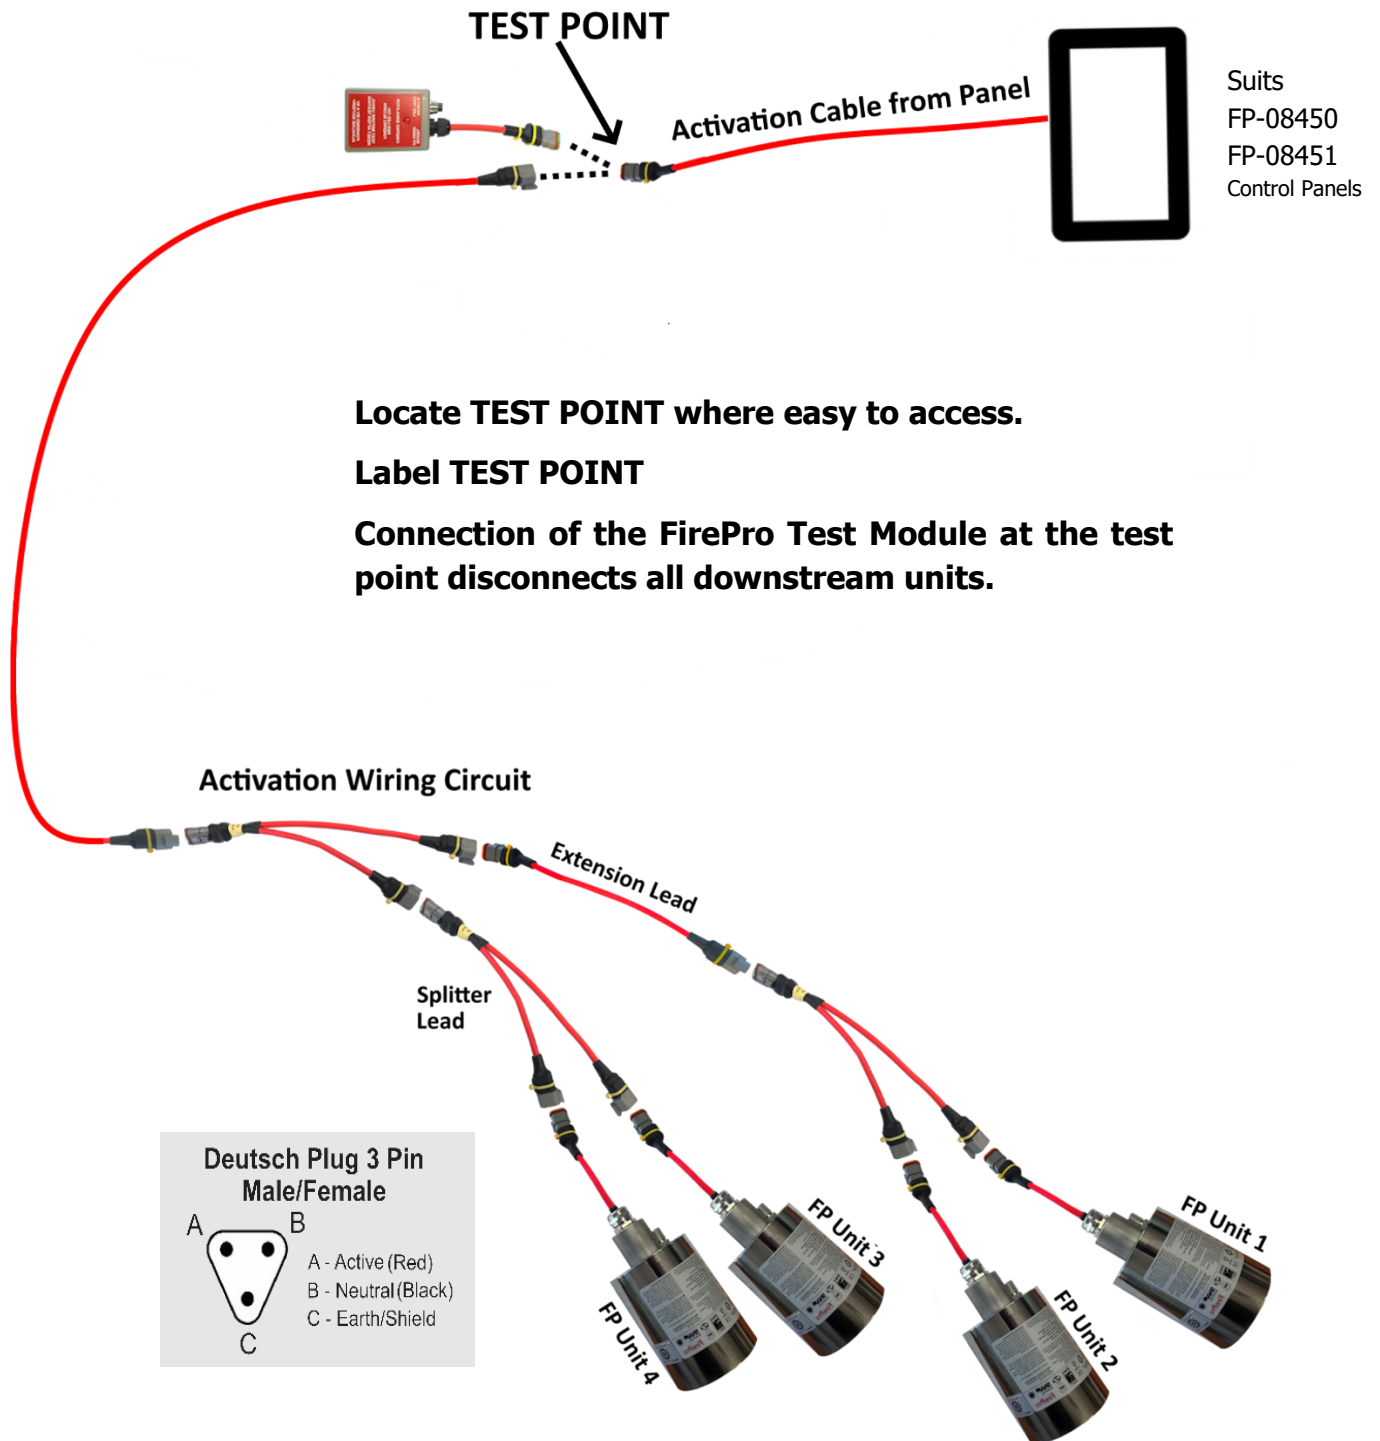 TEST POINT
Activation Cable from Panel
Suits
FP-08450
FP-08451
Control Panels
Locate TEST POINT where easy to access.
Label TEST POINT
Connection of the FirePro Test Module at the test
point disconnects all downstream units.
Activation Wiring Circuit
Extension Lead
Splitter
Lead
Deutsch Plug 3 Pin
Male/Female
A
B
A - Active (Red)
B - Neutral (Black)
C - Earth/Shield
C
FP Unit 1
FP Unit 3
FP Unit 2
FP Unit 4